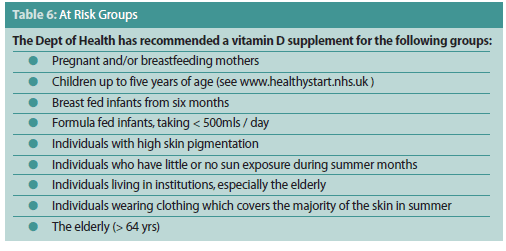 Table 6: At Risk Groups
The Dept of Health has recommended a vitamin D supplement for the following groups:
Pregnant and/or breastfeeding mothers
Children up to five years of age (see www.healthystart.nhs.uk )
Breast fed infants from six months
Formula fed infants, taking < 500mls / day
Individuals with high skin pigmentation
Individuals who have little or no sun exposure during summer months
Individuals living in institutions, especially the elderly
Individuals wearing clothing which covers the majority of the skin in summer
The elderly (> 64 yrs)